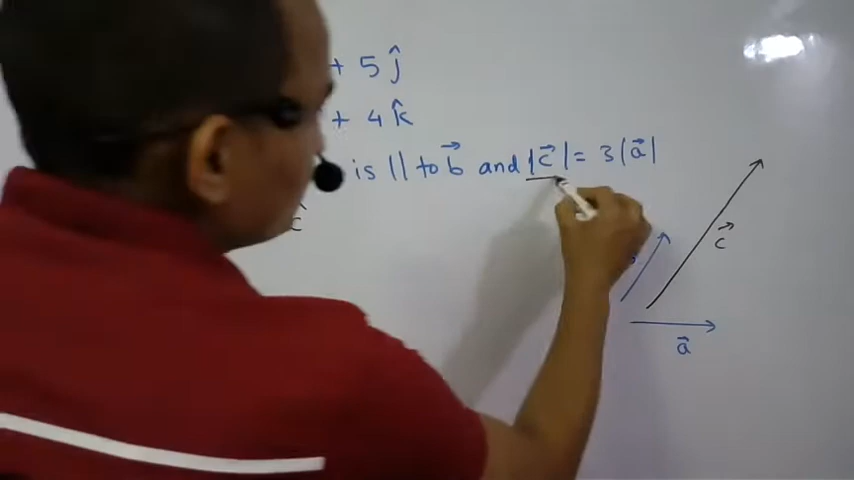 + 5ĵ
+ 4k̂
is || to b⃗ and |c⃗| = 3|a⃗|
c
c⃗
a⃗